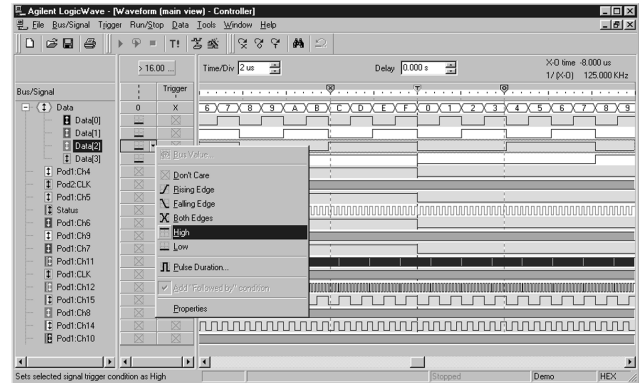 Agilent LogicWave - [Waveform (main view) - Controller]
File Bus/Signal Trigger Run/Stop Data Tools Window Help
T!
> 16.00 ...
Time/Div 2 us
Delay 0.000 s
X-O time -8.000 us
1/ (X-O) 125.000 KHz
Bus/Signal
Trigger
X T O
Data 0 X 6 7 8 9 A B C D E F 0 1 2 3 4 5 6 7 8 9
Data[0]
Data[1]
Data[2]
Data[3]
Pod1:Ch4
Pod2:CLK
Pod1:Ch5
Status
Pod1:Ch6
Pod1:Ch9
Pod1:Ch7
Pod1:Ch11
Pod1:CLK
Pod1:Ch12
Pod1:Ch15
Pod1:Ch8
Pod1:Ch14
Pod1:Ch10
Bus Value...
Don't Care
Rising Edge
Falling Edge
Both Edges
High
Low
Pulse Duration...
Add "Followed by" condition
Properties
Sets selected signal trigger condition as High
Stopped
Demo
HEX